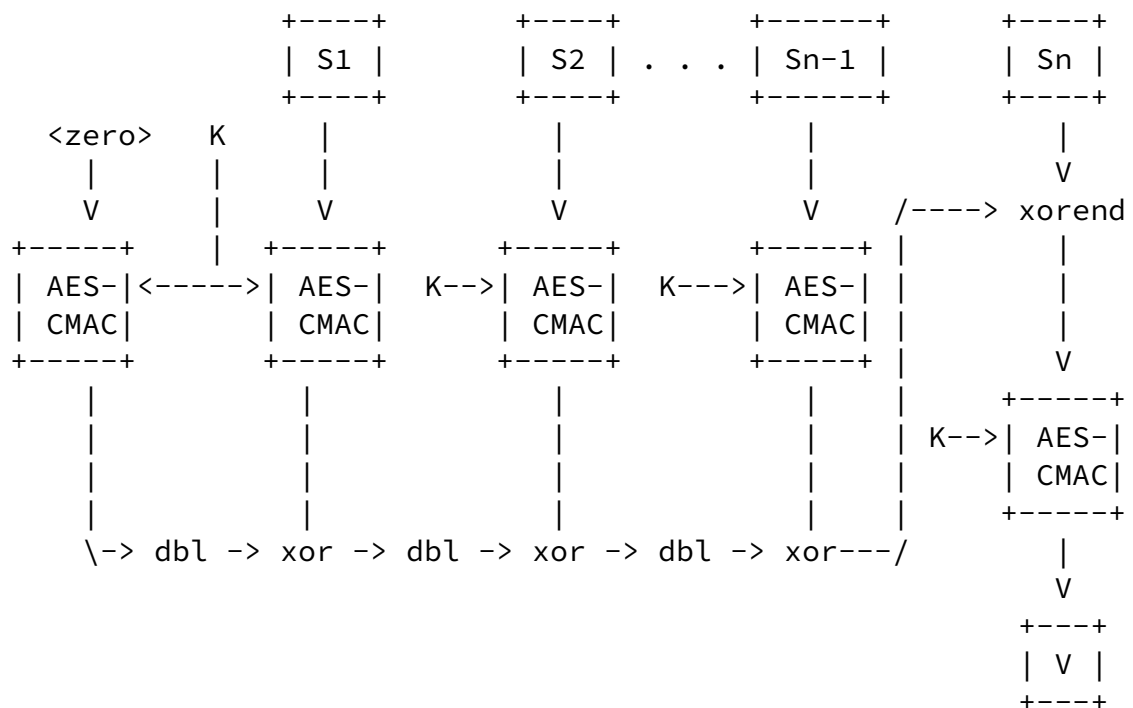 +----+       +----+       +------+       +----+
                | S1 |       | S2 | . . . | Sn-1 |       | Sn |
                +----+       +----+       +------+       +----+
  <zero>   K      |             |             |             |
    |      |      |             |             |             V
    V      |      V             V             V    /----> xorend
+-----+    |   +-----+      +-----+       +-----+ |         |
| AES-|<----->| AES-|  K-->| AES-|  K--->| AES-| |         |
| CMAC|       | CMAC|      | CMAC|       | CMAC| |         |
+-----+       +-----+      +-----+       +-----+ |         V
    |           |             |             |    |      +-----+
    |           |             |             |    | K-->| AES-|
    |           |             |             |    |     | CMAC|
    |           |             |             |    |      +-----+
    \-> dbl -> xor -> dbl -> xor -> dbl -> xor---/         |
                                                            V
                                                          +---+
                                                          | V |
                                                          +---+